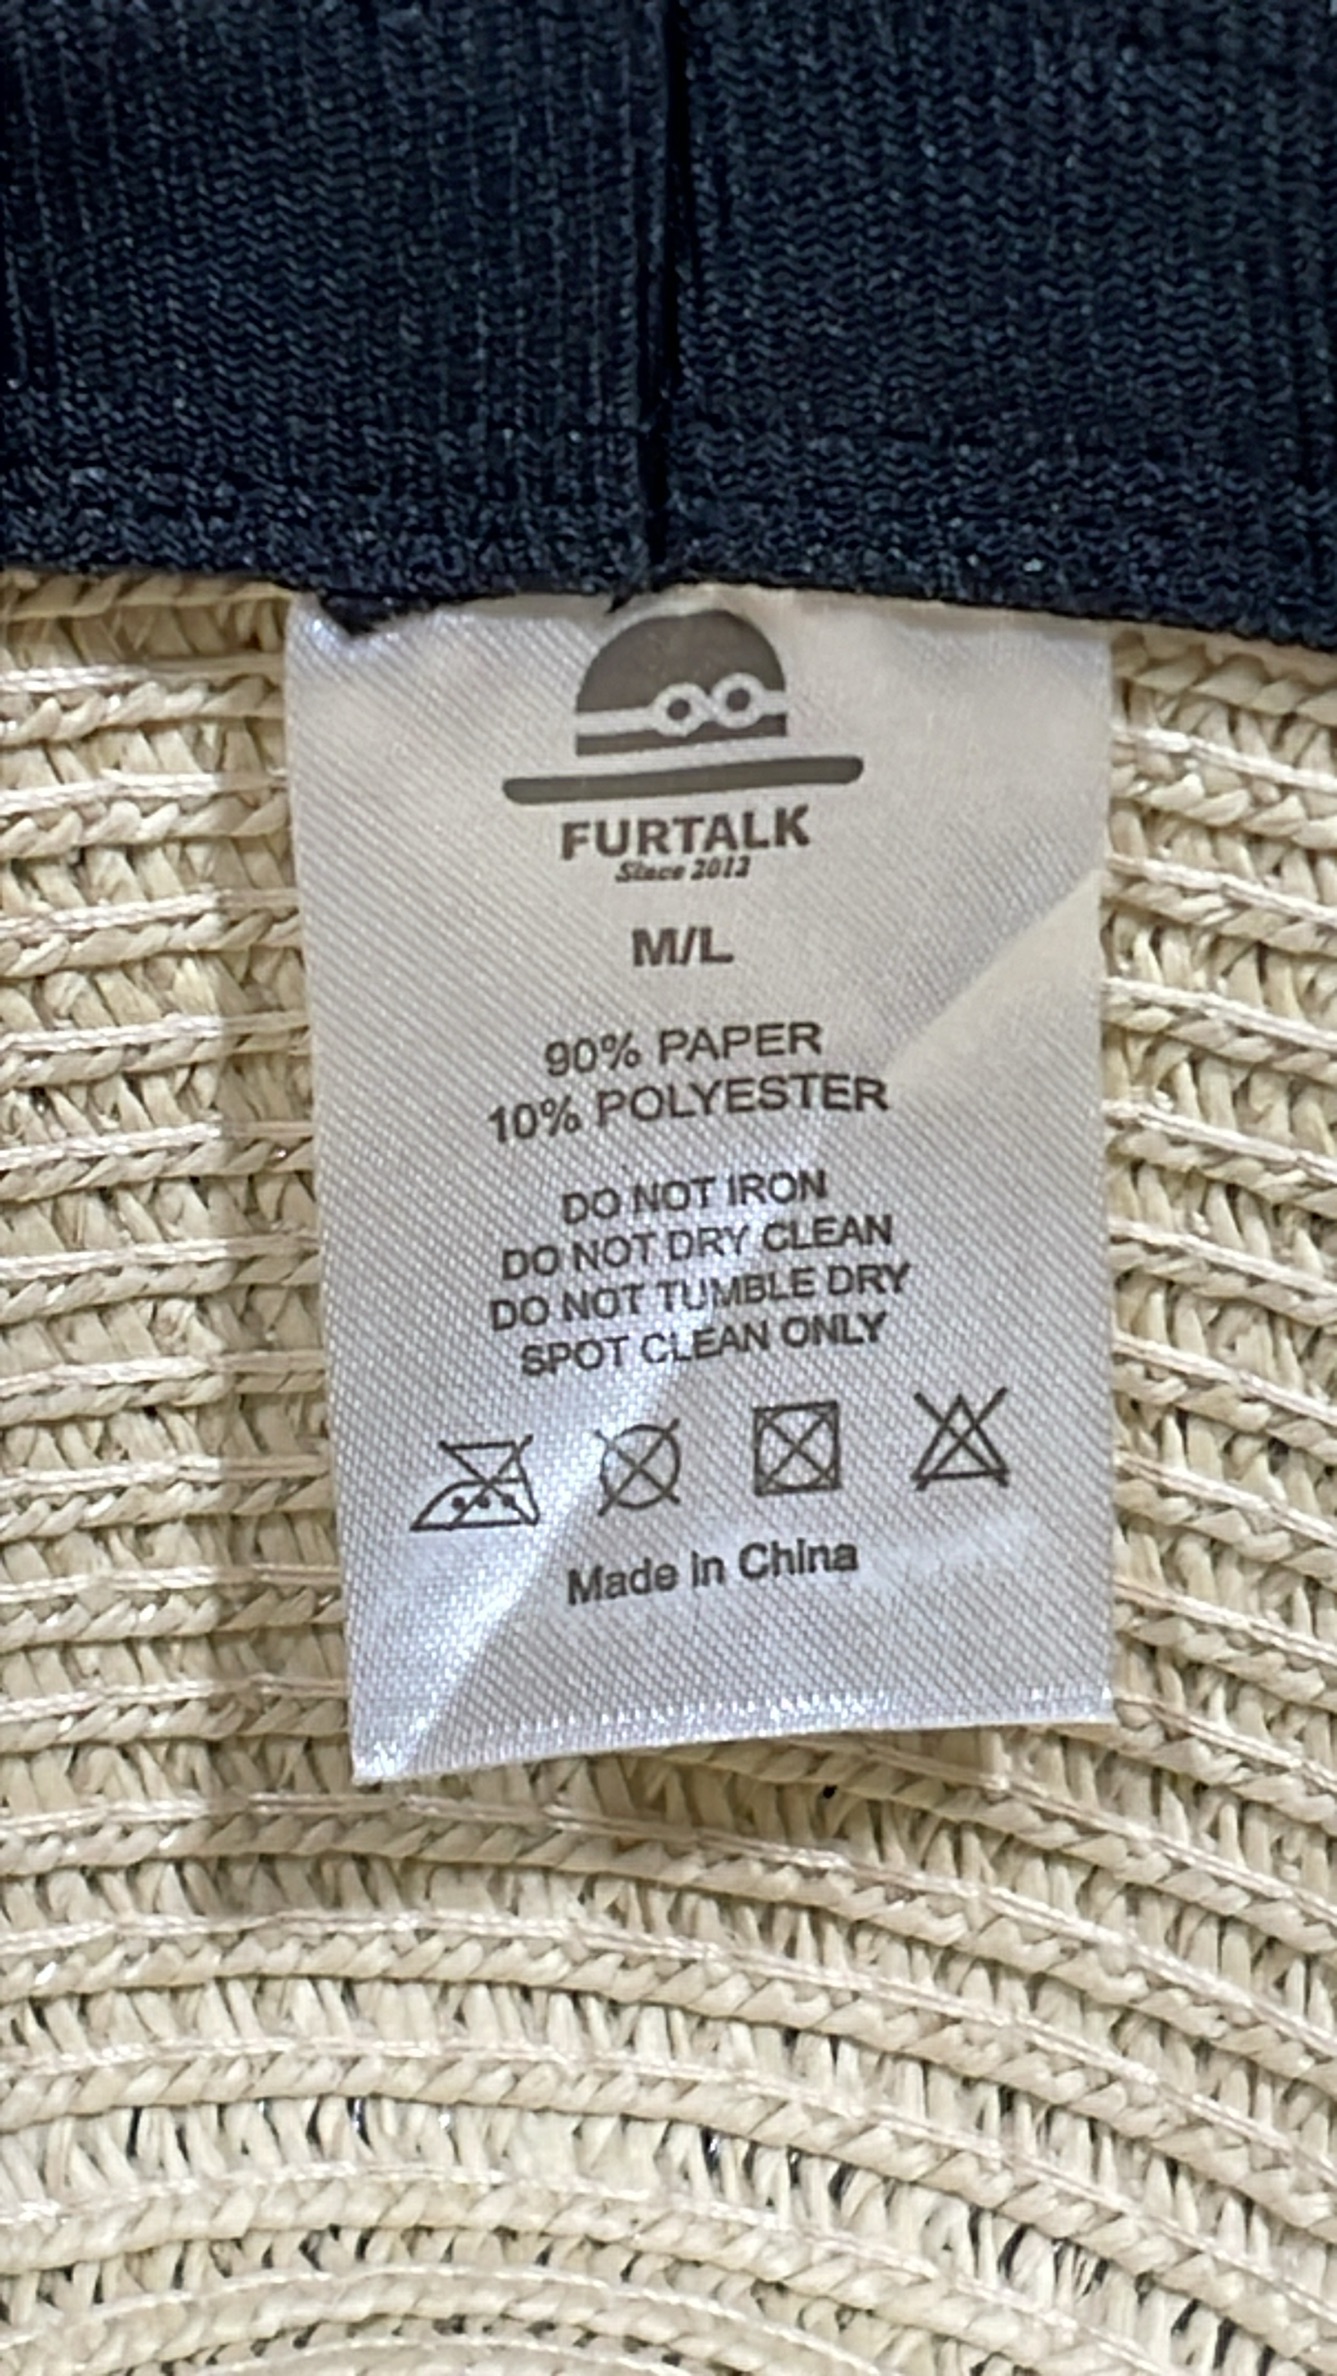 FURTALK
Since 2012
M/L
90% PAPER
10% POLYESTER
DO NOT IRON
DO NOT DRY CLEAN
DO NOT TUMBLE DRY
SPOT CLEAN ONLY
Made in China